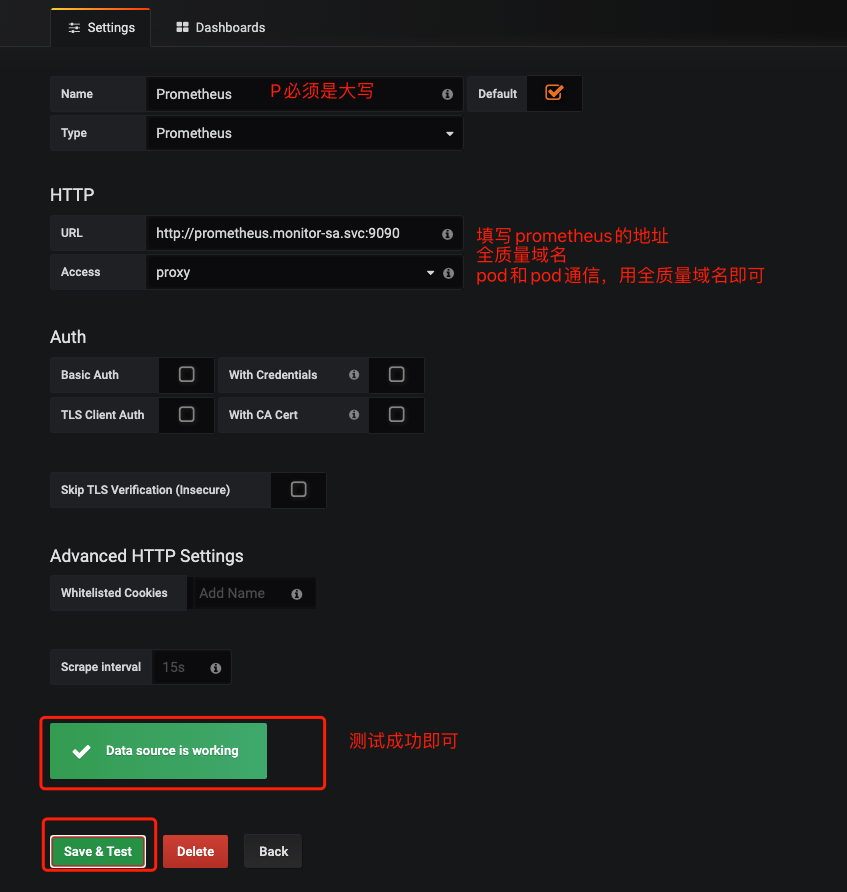 Settings
Dashboards
Name
Prometheus
P必须是大写
Default
Type
Prometheus
HTTP
URL
http://prometheus.monitor-sa.svc:9090
填写prometheus的地址
全质量域名
Access
proxy
pod和pod通信，用全质量域名即可
Auth
Basic Auth
With Credentials
TLS Client Auth
With CA Cert
Skip TLS Verification (Insecure)
Advanced HTTP Settings
Whitelisted Cookies
Add Name
Scrape interval
15s
Data source is working
测试成功即可
Save & Test
Delete
Back